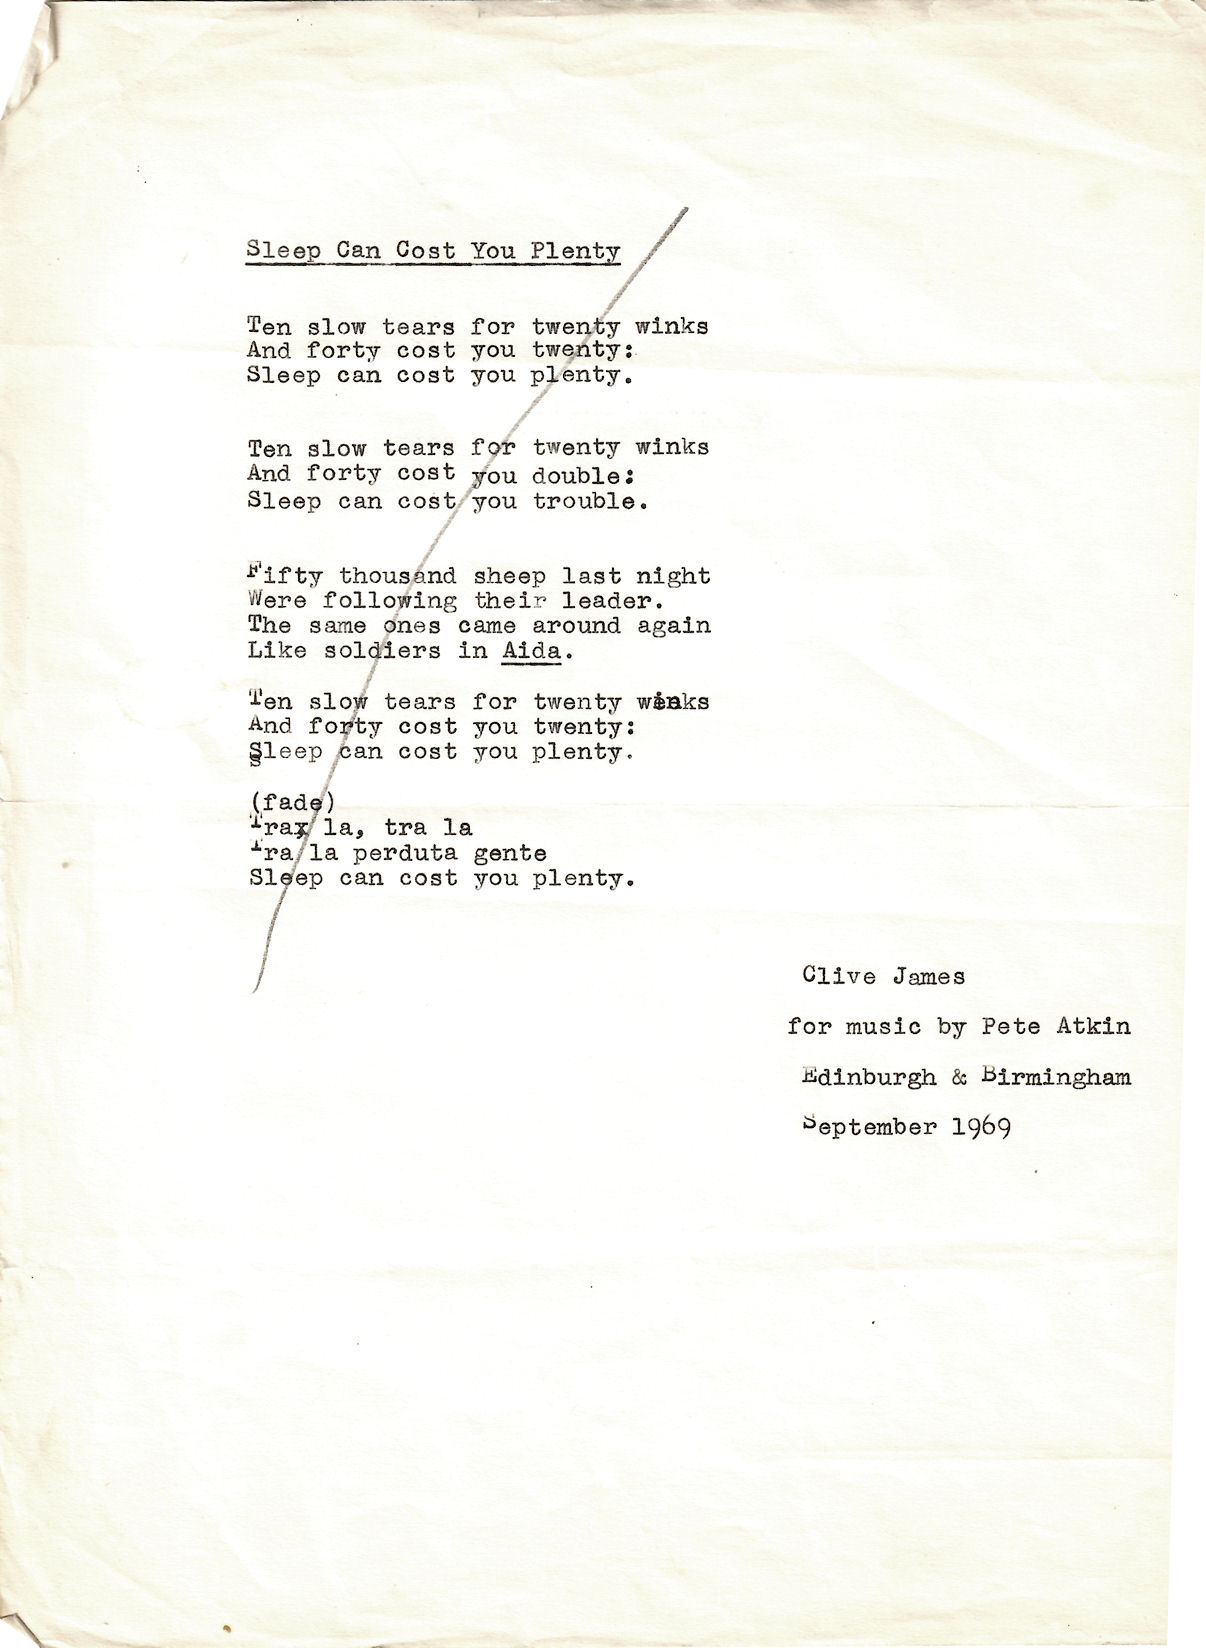 Sleep Can Cost You Plenty
Ten slow tears for twenty winks
And forty cost you twenty:
Sleep can cost you plenty.
Ten slow tears for twenty winks
And forty cost you double:
Sleep can cost you trouble.
Fifty thousand sheep last night
Were following their leader.
The same ones came around again
Like soldiers in Aida.
Ten slow tears for twenty winks
And forty cost you twenty:
Sleep can cost you plenty.
(fade)
Trax la, tra la
Tra la perduta gente
Sleep can cost you plenty.
Clive James
for music by Pete Atkin
Edinburgh & Birmingham
September 1969